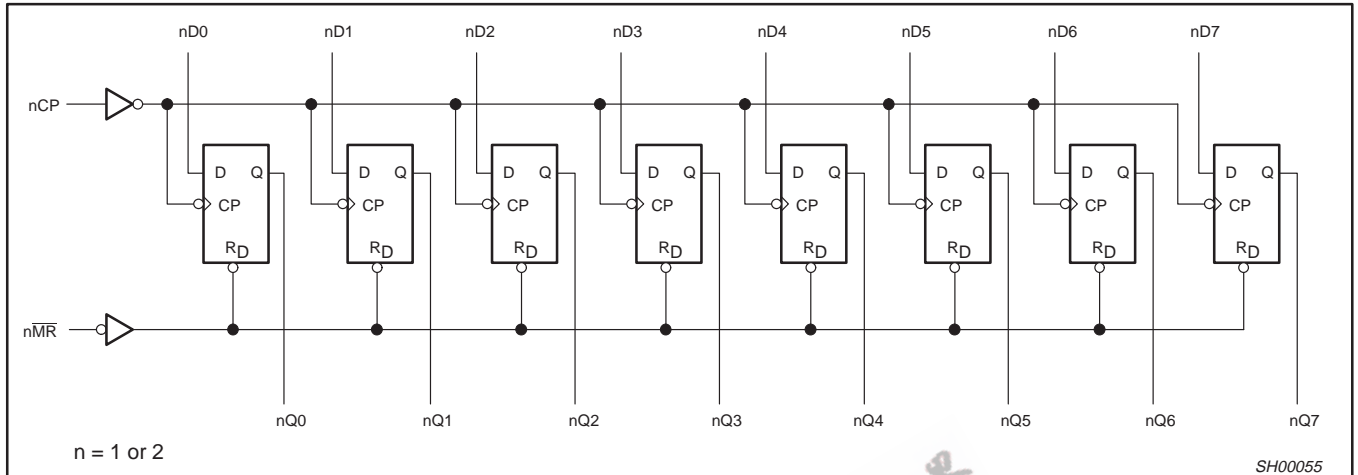 nD0 nD1 nD2 nD3 nD4 nD5 nD6 nD7
nCP
D Q D Q D Q D Q D Q D Q D Q D Q
CP CP CP CP CP CP CP CP
RD RD RD RD RD RD RD RD
nM̅R̅
nQ0 nQ1 nQ2 nQ3 nQ4 nQ5 nQ6 nQ7
n = 1 or 2
SH00055